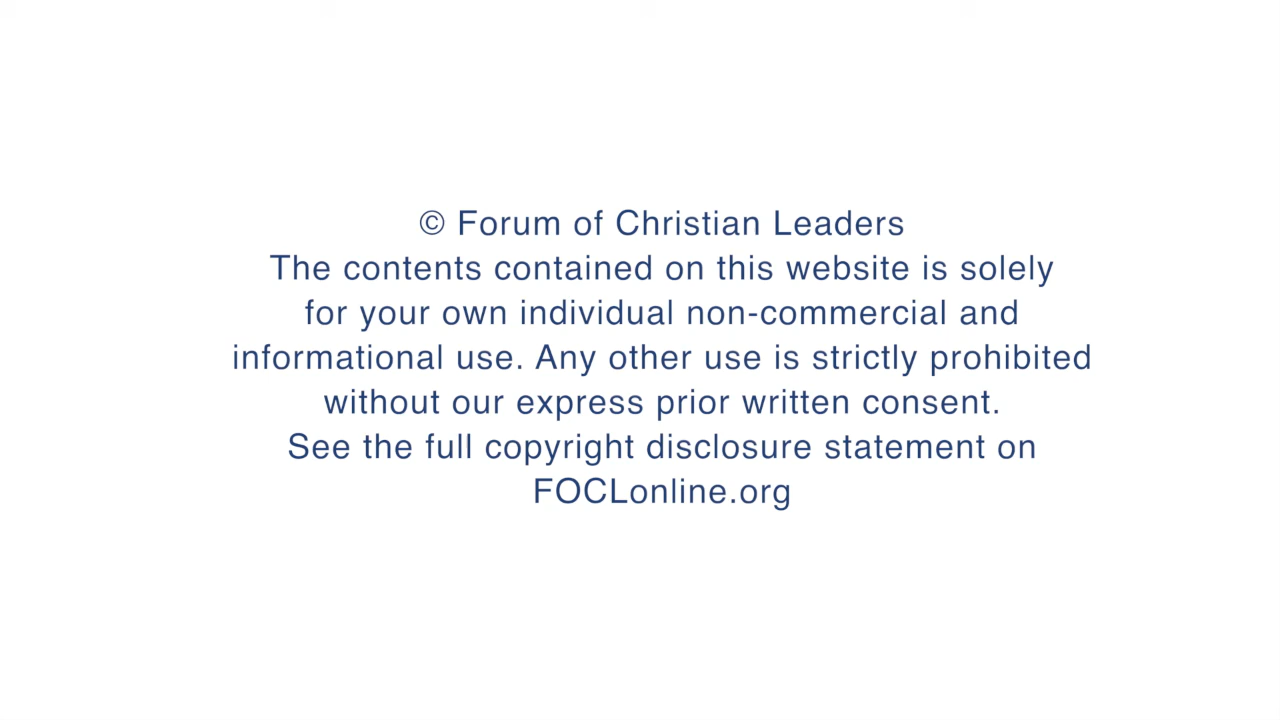 © Forum of Christian Leaders
The contents contained on this website is solely
for your own individual non-commercial and
informational use. Any other use is strictly prohibited
without our express prior written consent.
See the full copyright disclosure statement on
FOCLonline.org